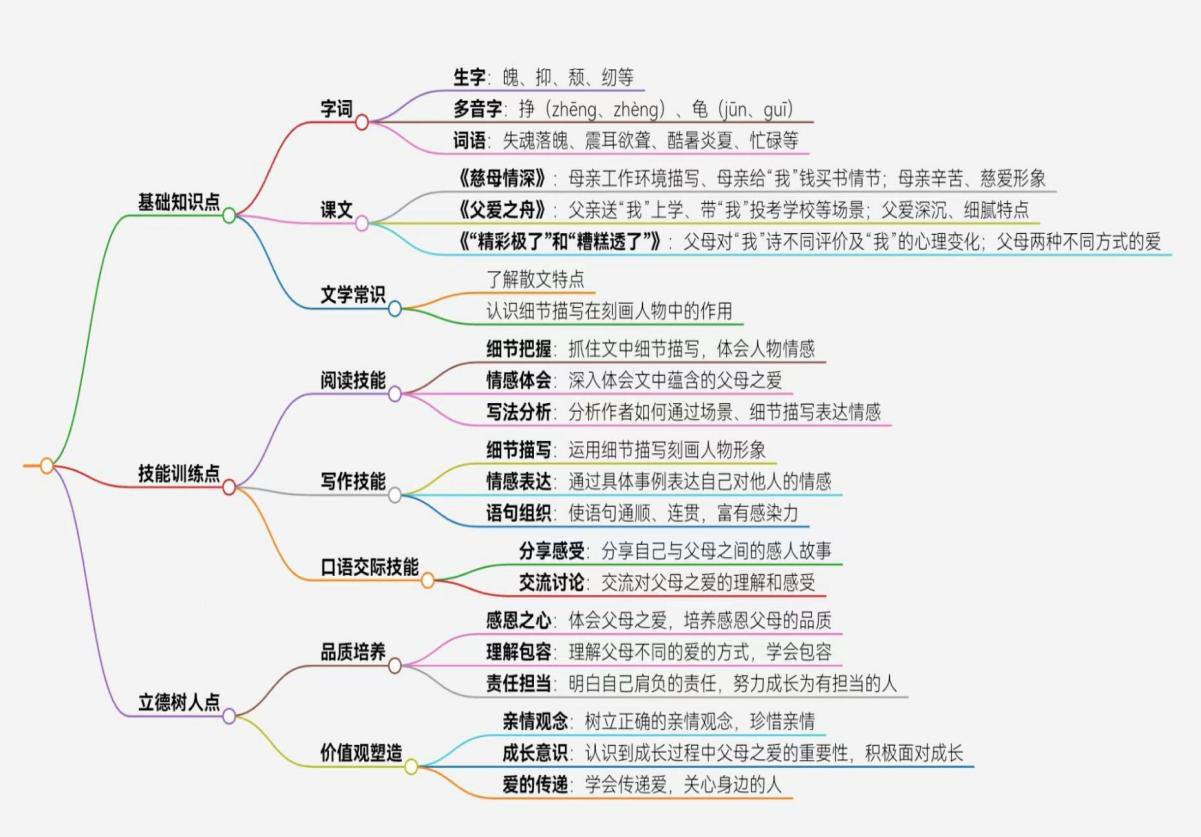 生字：魄、抑、颓、纫等
字词
多音字：挣（zhēng、zhèng）、龟（jūn、guī）
词语：失魂落魄、震耳欲聋、酷暑炎夏、忙碌等
《慈母情深》：母亲工作环境描写、母亲给“我”钱买书情节；母亲辛苦、慈爱形象
基础知识点
课文
《父爱之舟》：父亲送“我”上学、带“我”投考学校等场景；父爱深沉、细腻特点
《“精彩极了”和“糟糕透了”》：父母对“我”诗不同评价及“我”的心理变化；父母两种不同方式的爱
了解散文特点
文学常识
认识细节描写在刻画人物中的作用
细节把握：抓住文中细节描写，体会人物情感
阅读技能
情感体会：深入体会文中蕴含的父母之爱
写法分析：分析作者如何通过场景、细节描写表达情感
细节描写：运用细节描写刻画人物形象
技能训练点
写作技能
情感表达：通过具体事例表达自己对他人的情感
语句组织：使语句通顺、连贯，富有感染力
分享感受：分享自己与父母之间的感人故事
口语交际技能
交流讨论：交流对父母之爱的理解和感受
感恩之心：体会父母之爱，培养感恩父母的品质
品质培养
理解包容：理解父母不同的爱的方式，学会包容
责任担当：明白自己肩负的责任，努力成长为有担当的人
立德树人点
亲情观念：树立正确的亲情观念，珍惜亲情
价值观塑造
成长意识：认识到成长过程中父母之爱的重要性，积极面对成长
爱的传递：学会传递爱，关心身边的人